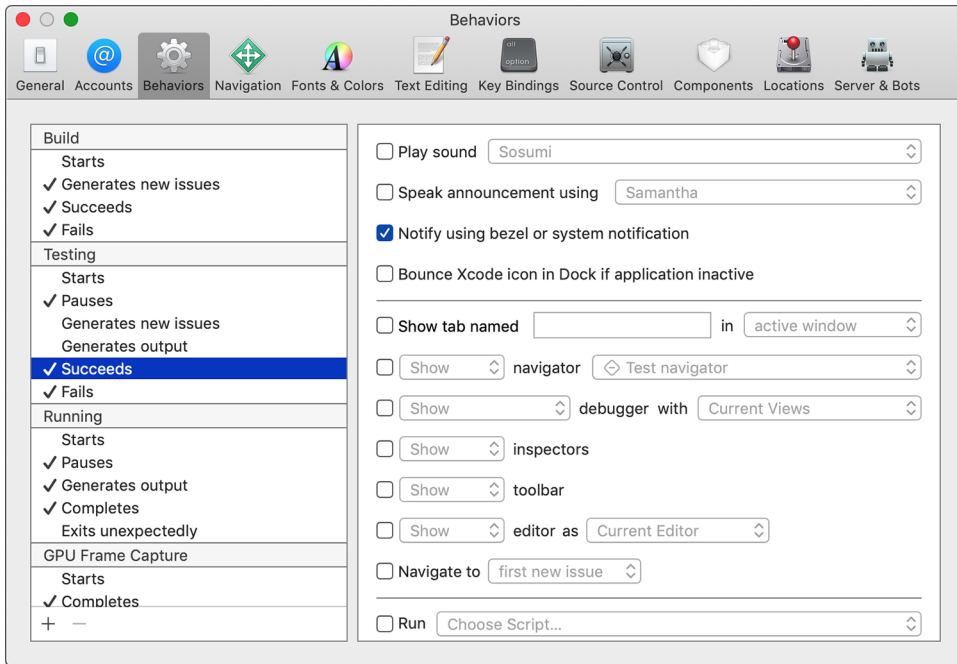 Behaviors
all
option
General Accounts Behaviors Navigation Fonts & Colors Text Editing Key Bindings Source Control Components Locations Server & Bots
Build
Starts
✓ Generates new issues
✓ Succeeds
✓ Fails
Testing
Starts
✓ Pauses
Generates new issues
Generates output
✓ Succeeds
✓ Fails
Running
Starts
✓ Pauses
✓ Generates output
✓ Completes
Exits unexpectedly
GPU Frame Capture
Starts
✓ Completes
+ −
Play sound Sosumi
Speak announcement using Samantha
Notify using bezel or system notification
Bounce Xcode icon in Dock if application inactive
Show tab named in active window
Show navigator Test navigator
Show debugger with Current Views
Show inspectors
Show toolbar
Show editor as Current Editor
Navigate to first new issue
Run Choose Script...